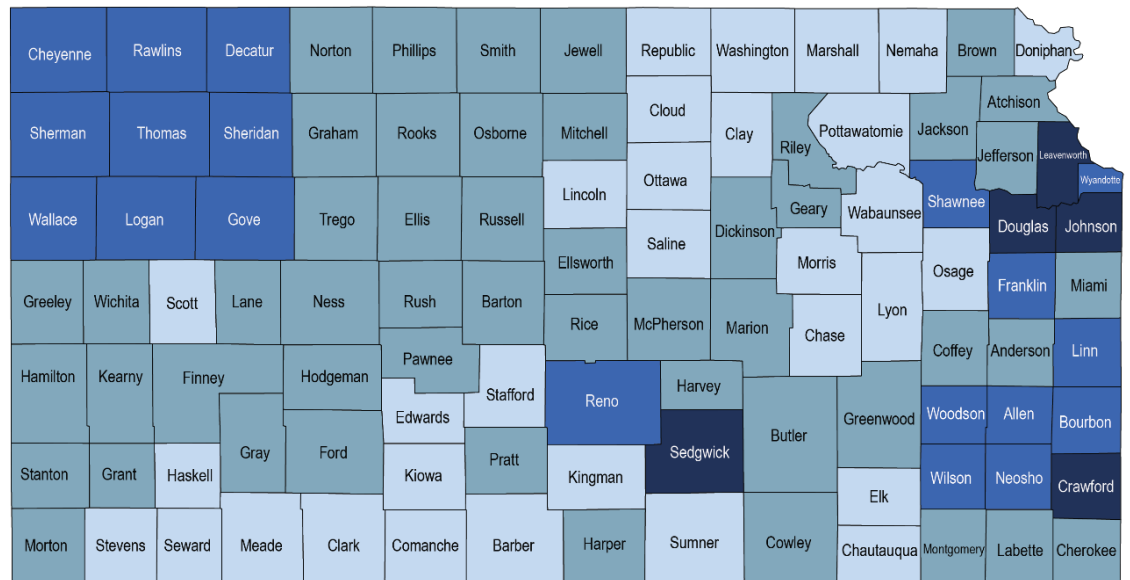 Cheyenne
Rawlins
Decatur
Norton
Phillips
Smith
Jewell
Republic
Washington
Marshall
Nemaha
Brown
Doniphan
Sherman
Thomas
Sheridan
Graham
Rooks
Osborne
Mitchell
Cloud
Clay
Riley
Pottawatomie
Jackson
Atchison
Jefferson
Leavenworth
Wyandotte
Wallace
Logan
Gove
Trego
Ellis
Russell
Lincoln
Ottawa
Saline
Dickinson
Geary
Wabaunsee
Shawnee
Douglas
Johnson
Greeley
Wichita
Scott
Lane
Ness
Rush
Barton
Ellsworth
Rice
McPherson
Marion
Morris
Chase
Lyon
Osage
Franklin
Miami
Hamilton
Kearny
Finney
Hodgeman
Pawnee
Edwards
Stafford
Reno
Harvey
Sedgwick
Butler
Greenwood
Coffey
Anderson
Linn
Woodson
Allen
Bourbon
Stanton
Grant
Haskell
Gray
Ford
Kiowa
Pratt
Kingman
Elk
Wilson
Neosho
Crawford
Morton
Stevens
Seward
Meade
Clark
Comanche
Barber
Harper
Sumner
Cowley
Chautauqua
Montgomery
Labette
Cherokee